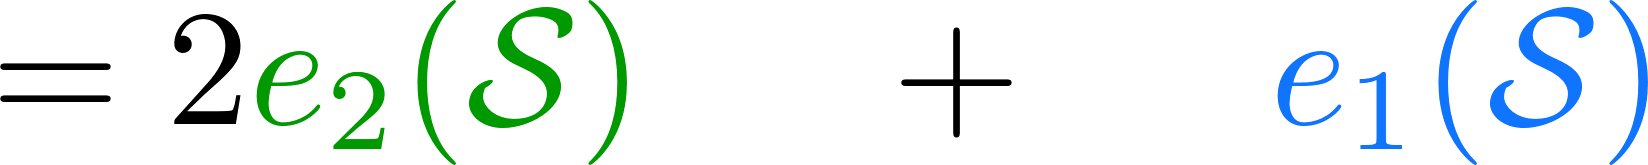 = 2e₂(𝒮) + e₁(𝒮)